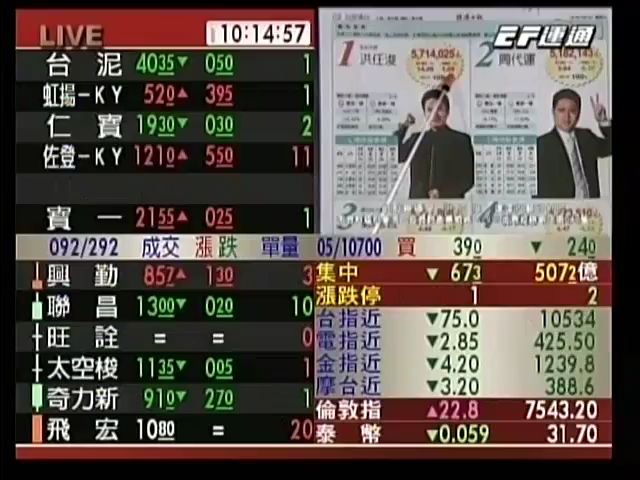 LIVE 10:14:57
台泥 4035▼ 050 1
虹揚-KY 520▲ 395 1
仁寶 1930▼ 030 2
佐登-KY 1210▲ 550 11
寶一 2155▲ 025 1
092/292 成交 漲跌 單量
興勤 857▲ 130 3
聯昌 1300▼ 020 10
旺詮 = = 0
太空梭 1135▼ 005 1
奇力新 910▼ 270 1
飛宏 1080 = 20
運通
1 洪任浚 5,714,025
2 周代運 5,182,143
3
4
05/10700 買 390 ▼ 240
集中 ▼ 673 5072億
漲跌停 1 2
台指近 ▼75.0 10534
電指近 ▼2.85 425.50
金指近 ▼4.20 1239.8
摩台近 ▼3.20 388.6
倫敦指 ▲22.8 7543.20
泰幣 ▼0.059 31.70